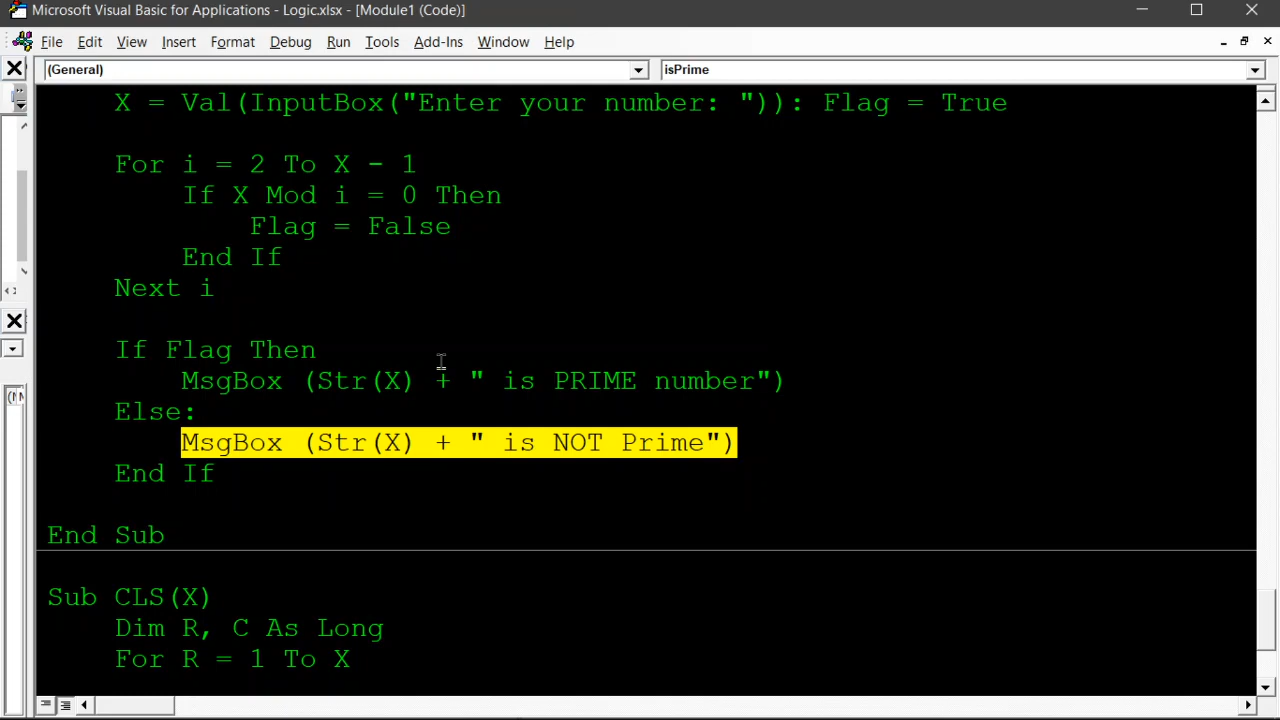 Microsoft Visual Basic for Applications - Logic.xlsx - [Module1 (Code)]
File Edit View Insert Format Debug Run Tools Add-Ins Window Help
(General) isPrime
X = Val(InputBox("Enter your number: ")): Flag = True
For i = 2 To X - 1
If X Mod i = 0 Then
Flag = False
End If
Next i
If Flag Then
MsgBox (Str(X) + " is PRIME number")
Else:
MsgBox (Str(X) + " is NOT Prime")
End If
End Sub
Sub CLS(X)
Dim R, C As Long
For R = 1 To X